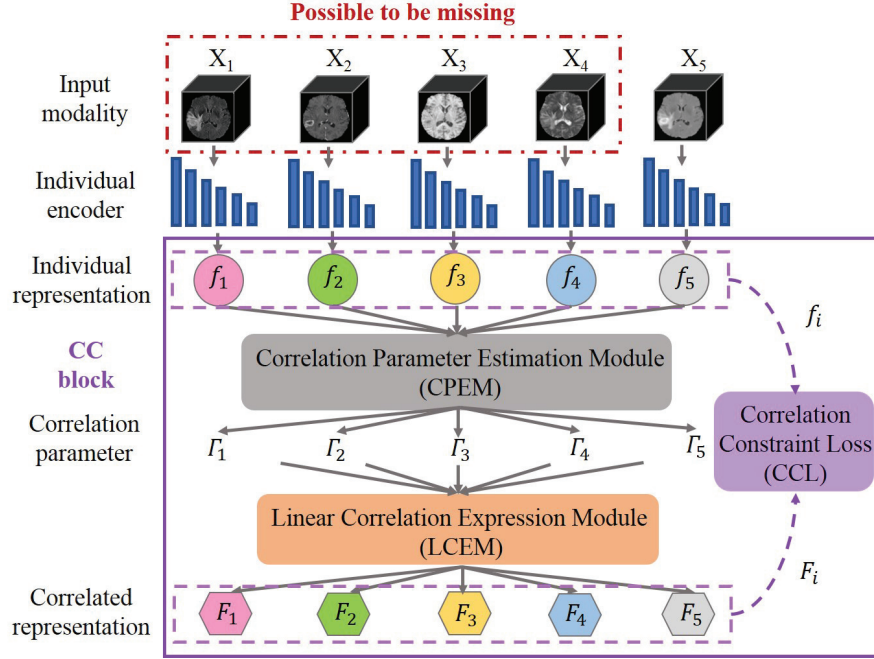 Possible to be missing
X1 X2 X3 X4 X5
Input
modality
Individual
encoder
Individual
representation
f1 f2 f3 f4 f5
fi
CC
block
Correlation Parameter Estimation Module
(CPEM)
Correlation
parameter
Γ1 Γ2 Γ3 Γ4 Γ5
Correlation
Constraint Loss
(CCL)
Linear Correlation Expression Module
(LCEM)
Fi
Correlated
representation
F1 F2 F3 F4 F5